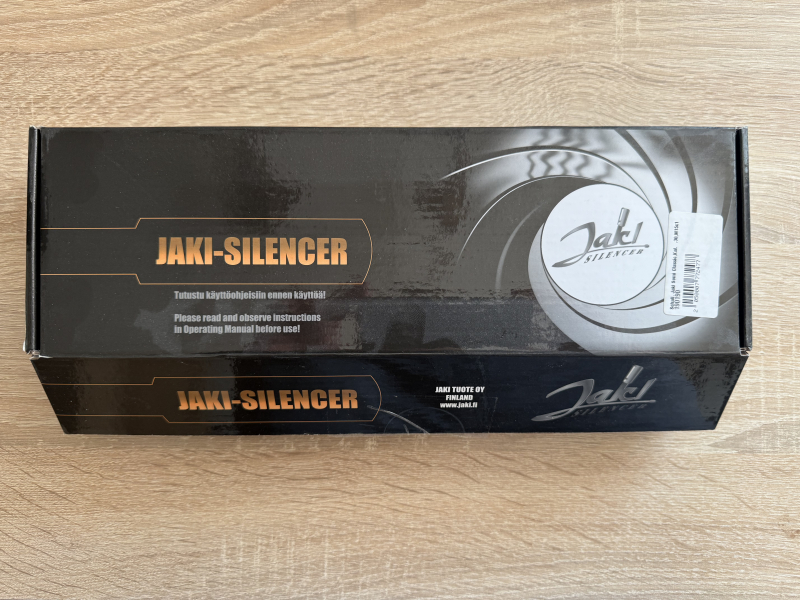 JAKI-SILENCER
Tutustu käyttöohjeisiin ennen käyttöä!
Please read and observe instructions
in Operating Manual before use!
Jaki
SILENCER
JAKI-SILENCER
JAKI TUOTE OY
FINLAND
www.jaki.fi
Jaki
SILENCER